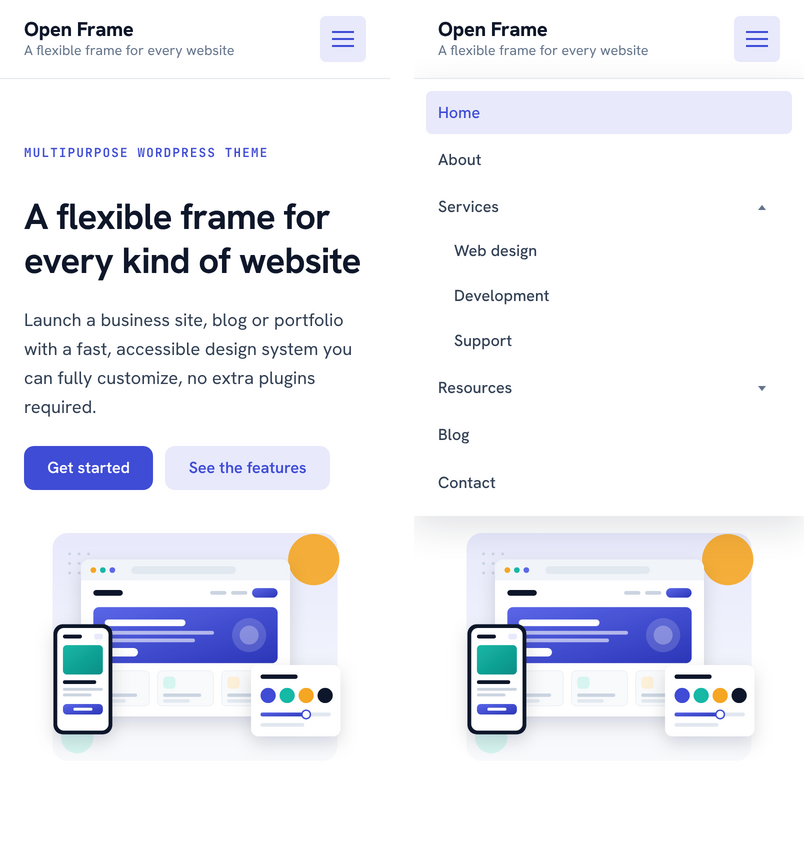 Open Frame
A flexible frame for every website
MULTIPURPOSE WORDPRESS THEME
A flexible frame for
every kind of website
Launch a business site, blog or portfolio
with a fast, accessible design system you
can fully customize, no extra plugins
required.
Get started
See the features
Open Frame
A flexible frame for every website
Home
About
Services
Web design
Development
Support
Resources
Blog
Contact